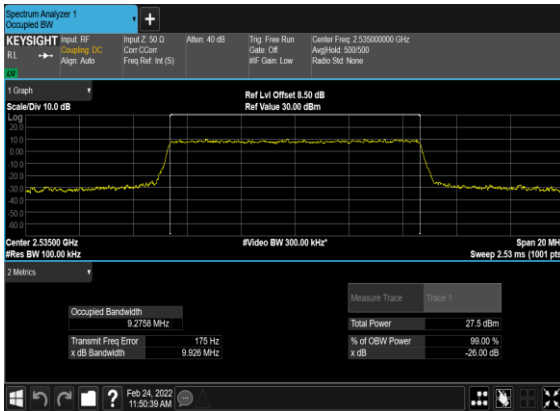 Spectrum Analyzer 1
Occupied BW
KEYSIGHT
RL
LNI
Input: RF
Coupling: DC
Align: Auto
Input Z: 50 Ω
Corr CCorr
Freq Ref: Int (S)
Atten: 40 dB
Trig: Free Run
Gate: Off
#IF Gain: Low
Center Freq: 2.535000000 GHz
Avg|Hold: 500/500
Radio Std: None
1 Graph
Scale/Div 10.0 dB
Ref Lvl Offset 8.50 dB
Ref Value 30.00 dBm
Log
20.0
10.0
0.00
-10.0
-20.0
-30.0
-40.0
-50.0
-60.0
Center 2.53500 GHz
#Video BW 300.00 kHz*
Span 20 MH
#Res BW 100.00 kHz
Sweep 2.53 ms (1001 pts
2 Metrics
Measure Trace
Trace 1
Occupied Bandwidth
9.2758 MHz
Total Power
27.5 dBm
Transmit Freq Error
175 Hz
% of OBW Power
99.00 %
x dB Bandwidth
9.926 MHz
x dB
-26.00 dB
?
Feb 24, 2022
11:50:39 AM